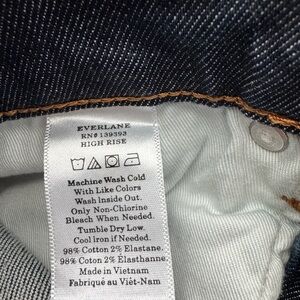 EVERLANE
RN# 139393
HIGH RISE
Machine Wash Cold
With Like Colors
Wash Inside Out.
Only Non-Chlorine
Bleach When Needed.
Tumble Dry Low.
Cool iron if Needed.
98% Cotton 2% Elastane.
98% Coton 2% Élasthanne.
Made in Vietnam
Fabriqué au Viêt-Nam